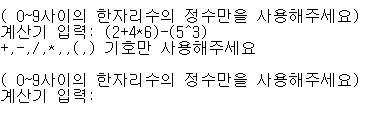 ( 0~9사이의 한자리수의 정수만을 사용해주세요)
계산기 입력: (2+4*6)-(5^3)
+,-,/,*,,(,) 기호만 사용해주세요

( 0~9사이의 한자리수의 정수만을 사용해주세요)
계산기 입력: